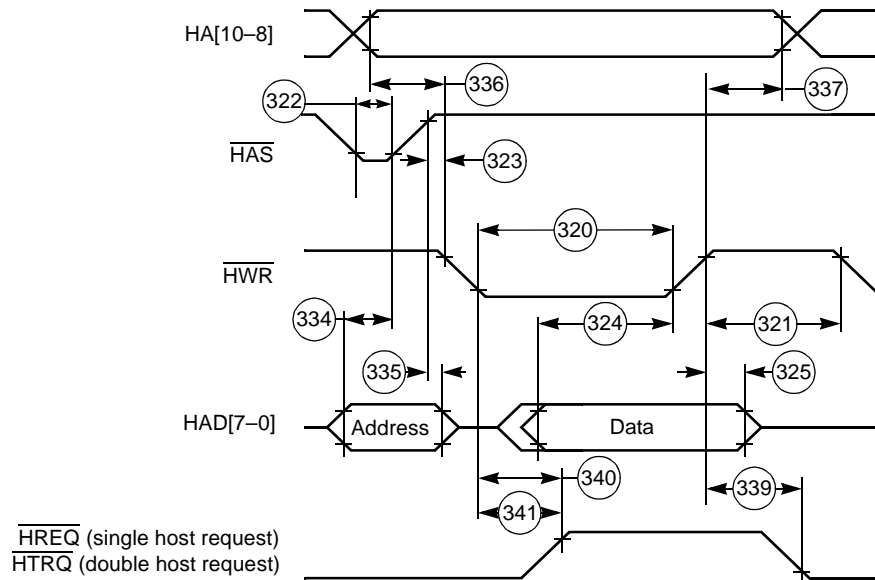 HA[10–8]
336
337
322
HAS
323
320
HWR
334
324
321
335
325
HAD[7–0]
Address
Data
340
341
339
HREQ (single host request)
HTRQ (double host request)